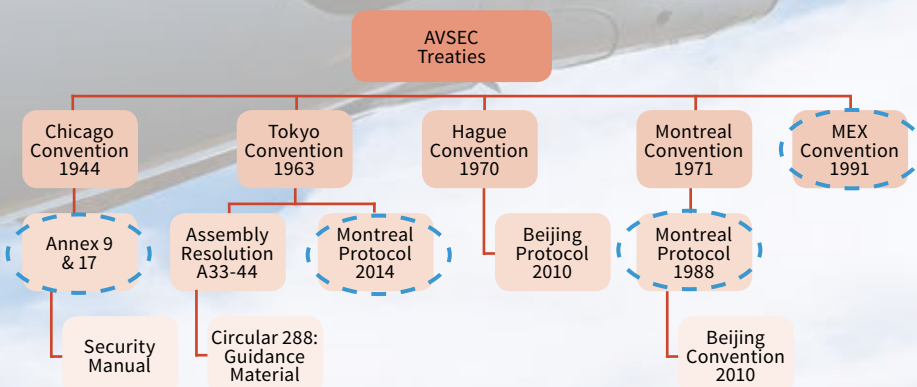 AVSEC
Treaties
Chicago
Convention
1944
Tokyo
Convention
1963
Hague
Convention
1970
Montreal
Convention
1971
MEX
Convention
1991
Annex 9
& 17
Assembly
Resolution
A33-44
Montreal
Protocol
2014
Beijing
Protocol
2010
Montreal
Protocol
1988
Security
Manual
Circular 288:
Guidance
Material
Beijing
Convention
2010